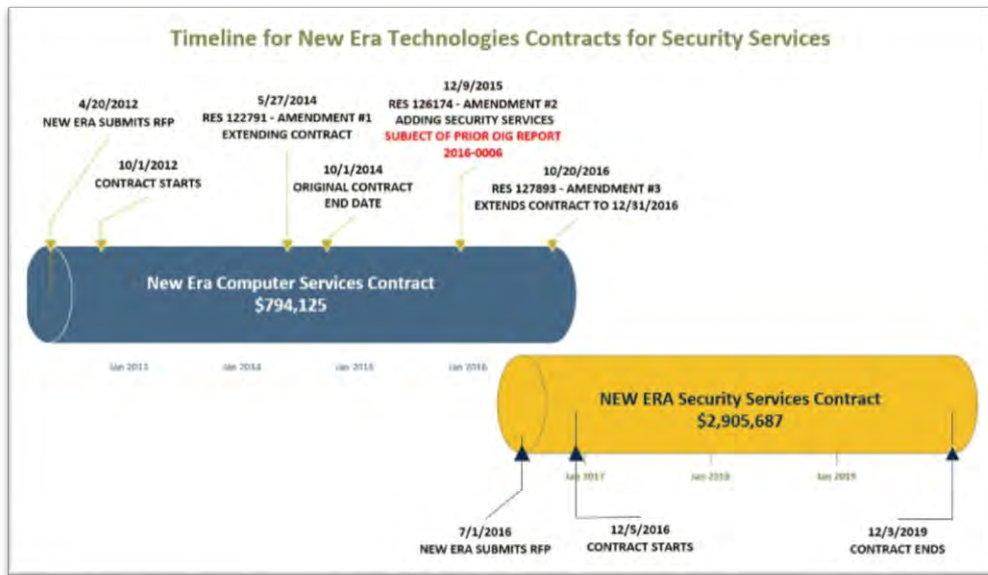 Timeline for New Era Technologies Contracts for Security Services
4/20/2012
NEW ERA SUBMITS RFP
10/1/2012
CONTRACT STARTS
5/27/2014
RES 122791 - AMENDMENT #1
EXTENDING CONTRACT
10/1/2014
ORIGINAL CONTRACT
END DATE
12/9/2015
RES 126174 - AMENDMENT #2
ADDING SECURITY SERVICES
SUBJECT OF PRIOR OIG REPORT
2016-0006
10/20/2016
RES 127893 - AMENDMENT #3
EXTENDS CONTRACT TO 12/31/2016
New Era Computer Services Contract
$794,125
Jan 2013
Jan 2014
Jan 2015
Jan 2016
NEW ERA Security Services Contract
$2,905,687
Jan 2017
Jan 2018
Jan 2019
7/1/2016
NEW ERA SUBMITS RFP
12/5/2016
CONTRACT STARTS
12/3/2019
CONTRACT ENDS